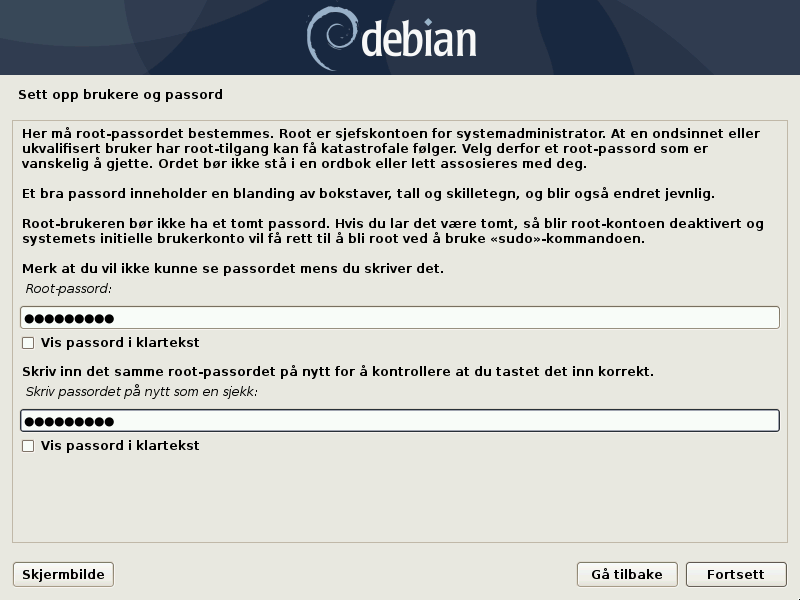 debian
Sett opp brukere og passord
Her må root-passordet bestemmes. Root er sjefskontoen for systemadministrator. At en ondsinnet eller
ukvalifisert bruker har root-tilgang kan få katastrofale følger. Velg derfor et root-passord som er
vanskelig å gjette. Ordet bør ikke stå i en ordbok eller lett assosieres med deg.
Et bra passord inneholder en blanding av bokstaver, tall og skilletegn, og blir også endret jevnlig.
Root-brukeren bør ikke ha et tomt passord. Hvis du lar det være tomt, så blir root-kontoen deaktivert og
systemets initielle brukerkonto vil få rett til å bli root ved å bruke «sudo»-kommandoen.
Merk at du vil ikke kunne se passordet mens du skriver det.
Root-passord:
●●●●●●●●●
Vis passord i klartekst
Skriv inn det samme root-passordet på nytt for å kontrollere at du tastet det inn korrekt.
Skriv passordet på nytt som en sjekk:
●●●●●●●●●
Vis passord i klartekst
Skjermbilde
Gå tilbake
Fortsett